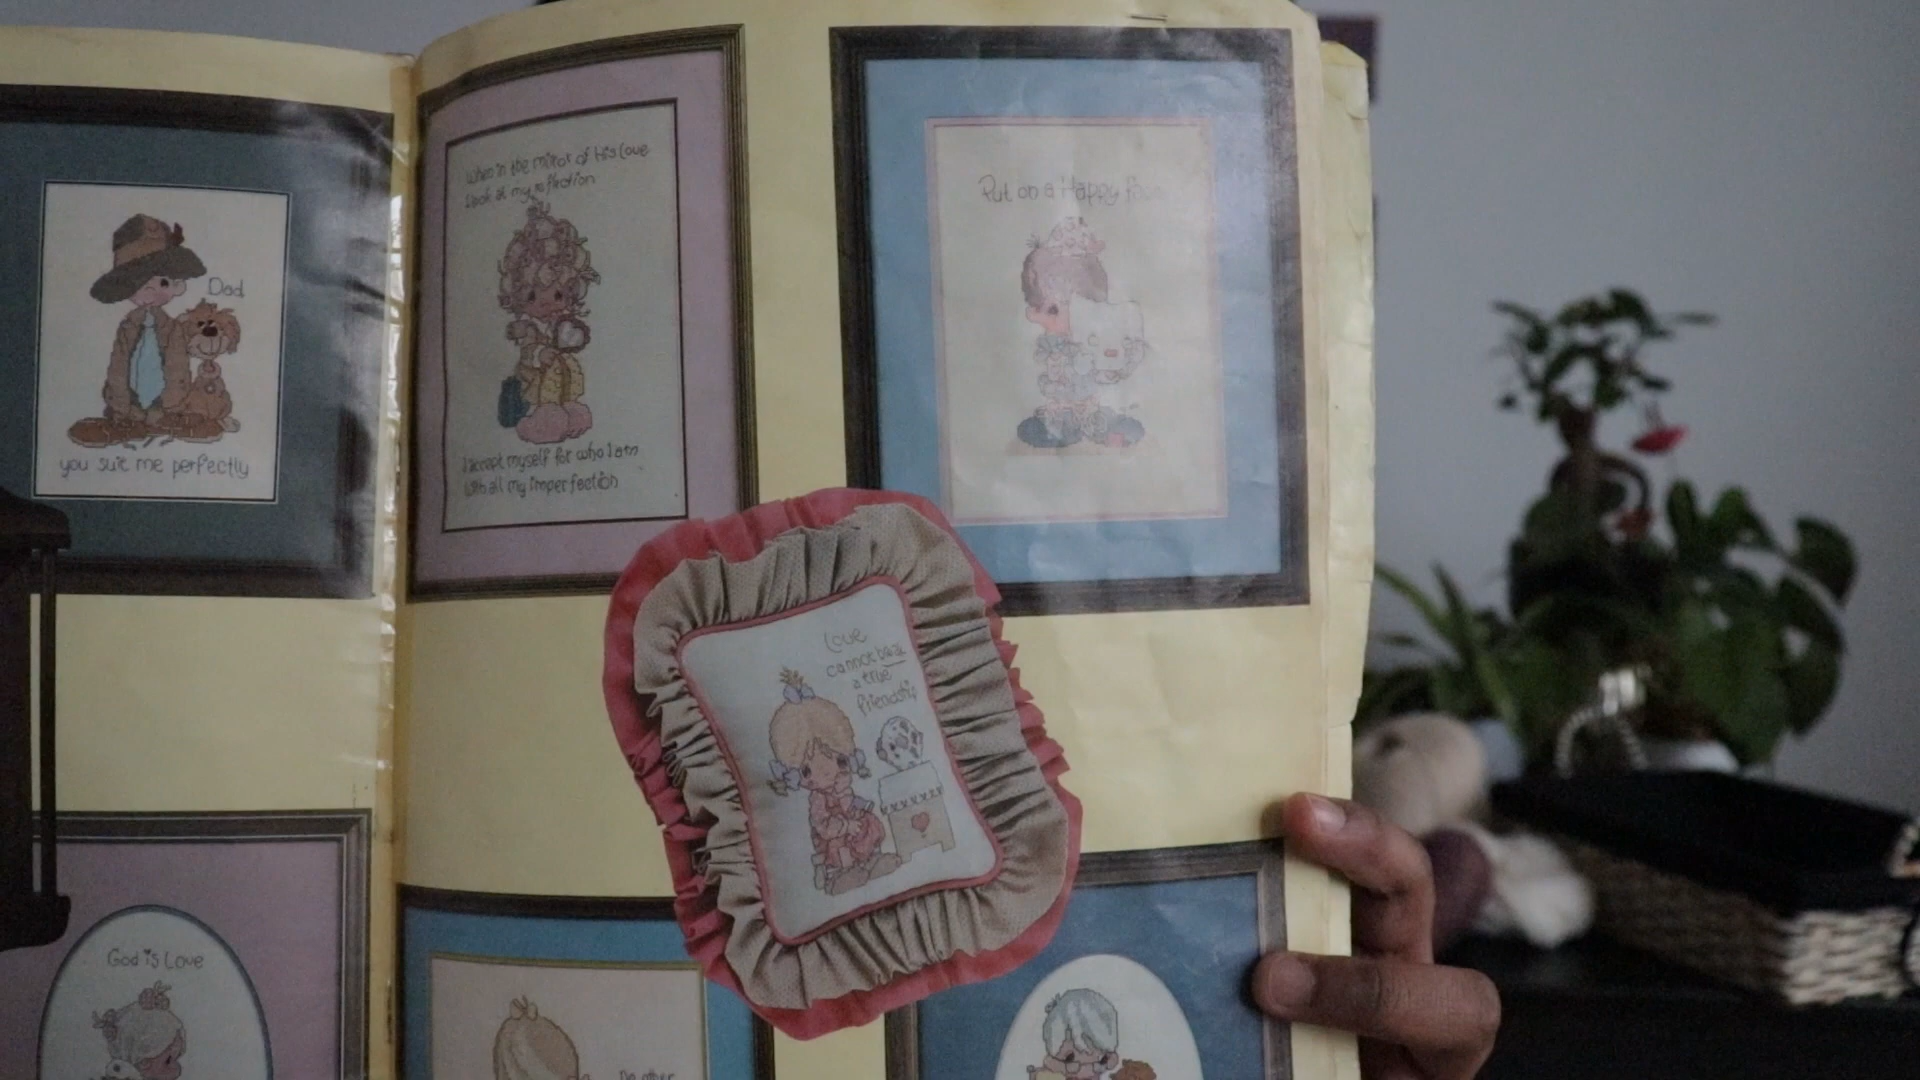 Dad
you suit me perfectly
When in the mirror of His Love
I look at my reflection
I accept myself for who I am
With all my imperfection
Put on a Happy face
Love
cannot break
a true
friendship
God is Love